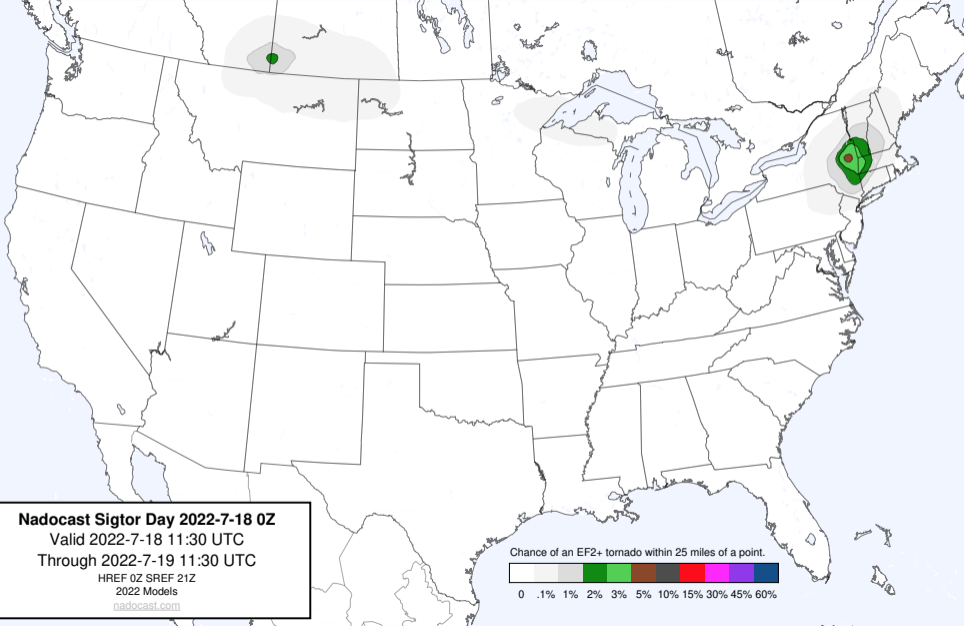 Nadocast Sigtor Day 2022-7-18 0Z
Valid 2022-7-18 11:30 UTC
Through 2022-7-19 11:30 UTC
HREF 0Z SREF 21Z
2022 Models
nadocast.com
Chance of an EF2+ tornado within 25 miles of a point.
0 .1% 1% 2% 3% 5% 10% 15% 30% 45% 60%